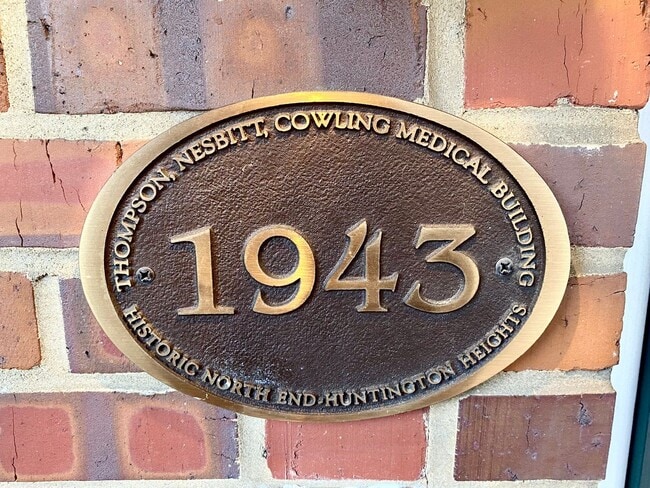 THOMPSON, NESBITT, COWLING MEDICAL BUILDING
1943
HISTORIC NORTH END·HUNTINGTON HEIGHTS